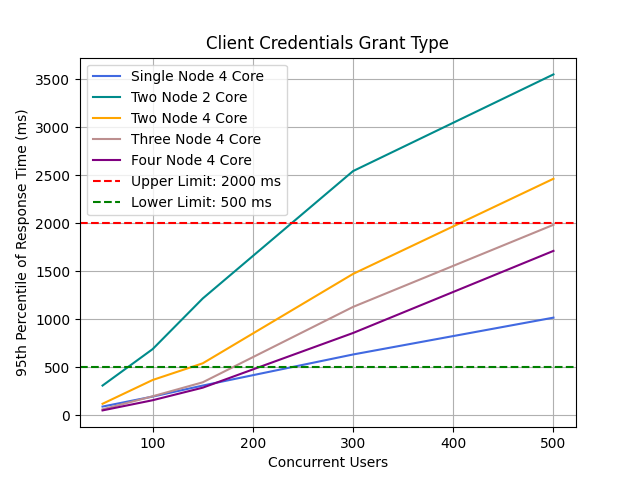 Client Credentials Grant Type
95th Percentile of Response Time (ms)
3500
3000
2500
2000
1500
1000
500
0
Single Node 4 Core
Two Node 2 Core
Two Node 4 Core
Three Node 4 Core
Four Node 4 Core
Upper Limit: 2000 ms
Lower Limit: 500 ms
100
200
300
400
500
Concurrent Users